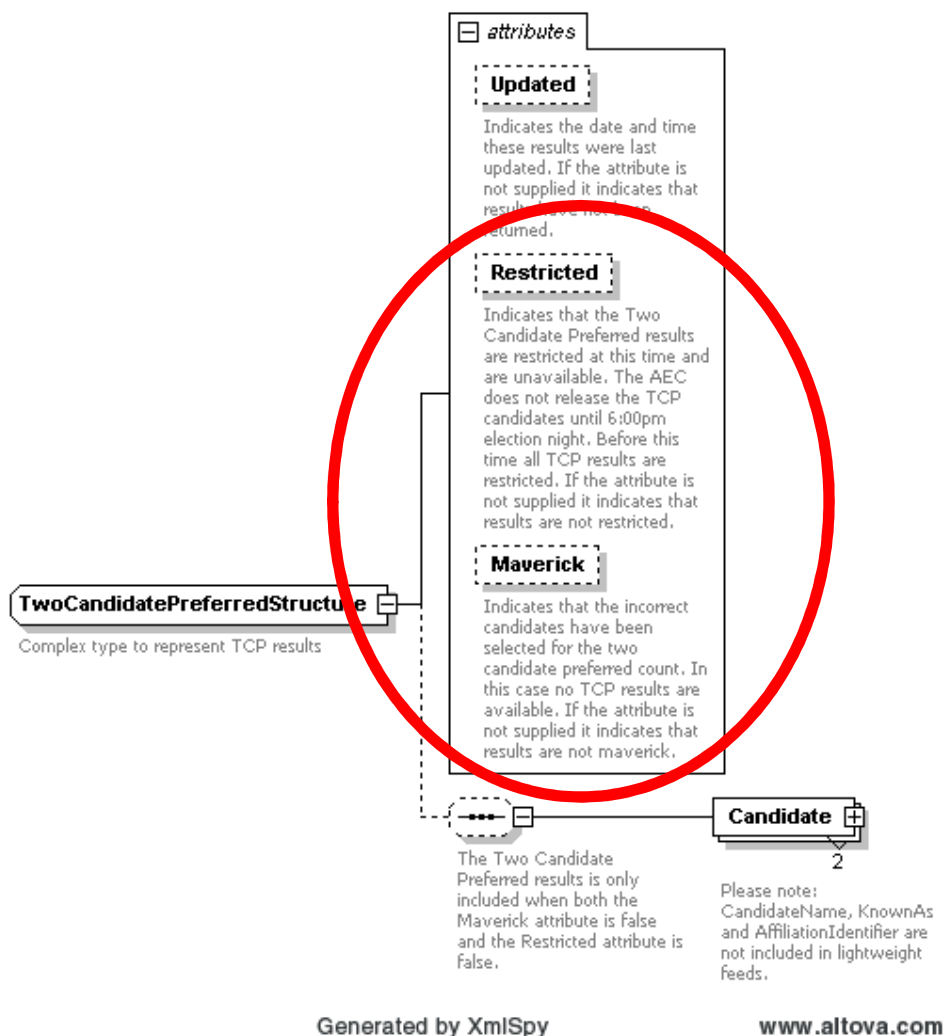 attributes
Updated
Indicates the date and time
these results were last
updated. If the attribute is
not supplied it indicates that
results have not been
returned.
Restricted
Indicates that the Two
Candidate Preferred results
are restricted at this time and
are unavailable. The AEC
does not release the TCP
candidates until 6:00pm
election night. Before this
time all TCP results are
restricted. If the attribute is
not supplied it indicates that
results are not restricted.
Maverick
Indicates that the incorrect
candidates have been
selected for the two
candidate preferred count. In
this case no TCP results are
available. If the attribute is
not supplied it indicates that
results are not maverick.
TwoCandidatePreferredStructure
Complex type to represent TCP results
Candidate
2
The Two Candidate
Preferred results is only
included when both the
Maverick attribute is false
and the Restricted attribute is
false.
Please note:
CandidateName, KnownAs
and AffiliationIdentifier are
not included in lightweight
feeds.
Generated by XmlSpy
www.altova.com